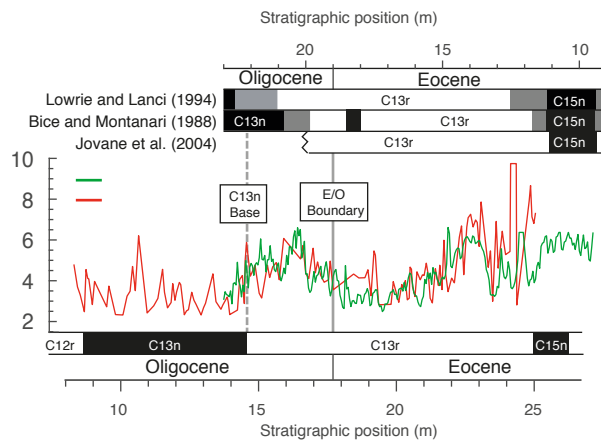 Stratigraphic position (m)
20 15 10
Oligocene Eocene
Lowrie and Lanci (1994) C13r C15n
Bice and Montanari (1988) C13n C13r C15n
Jovane et al. (2004) C13r C15n
10
8
6
4
2
C13n Base
E/O Boundary
C12r C13n C13r C15n
Oligocene Eocene
10 15 20 25
Stratigraphic position (m)